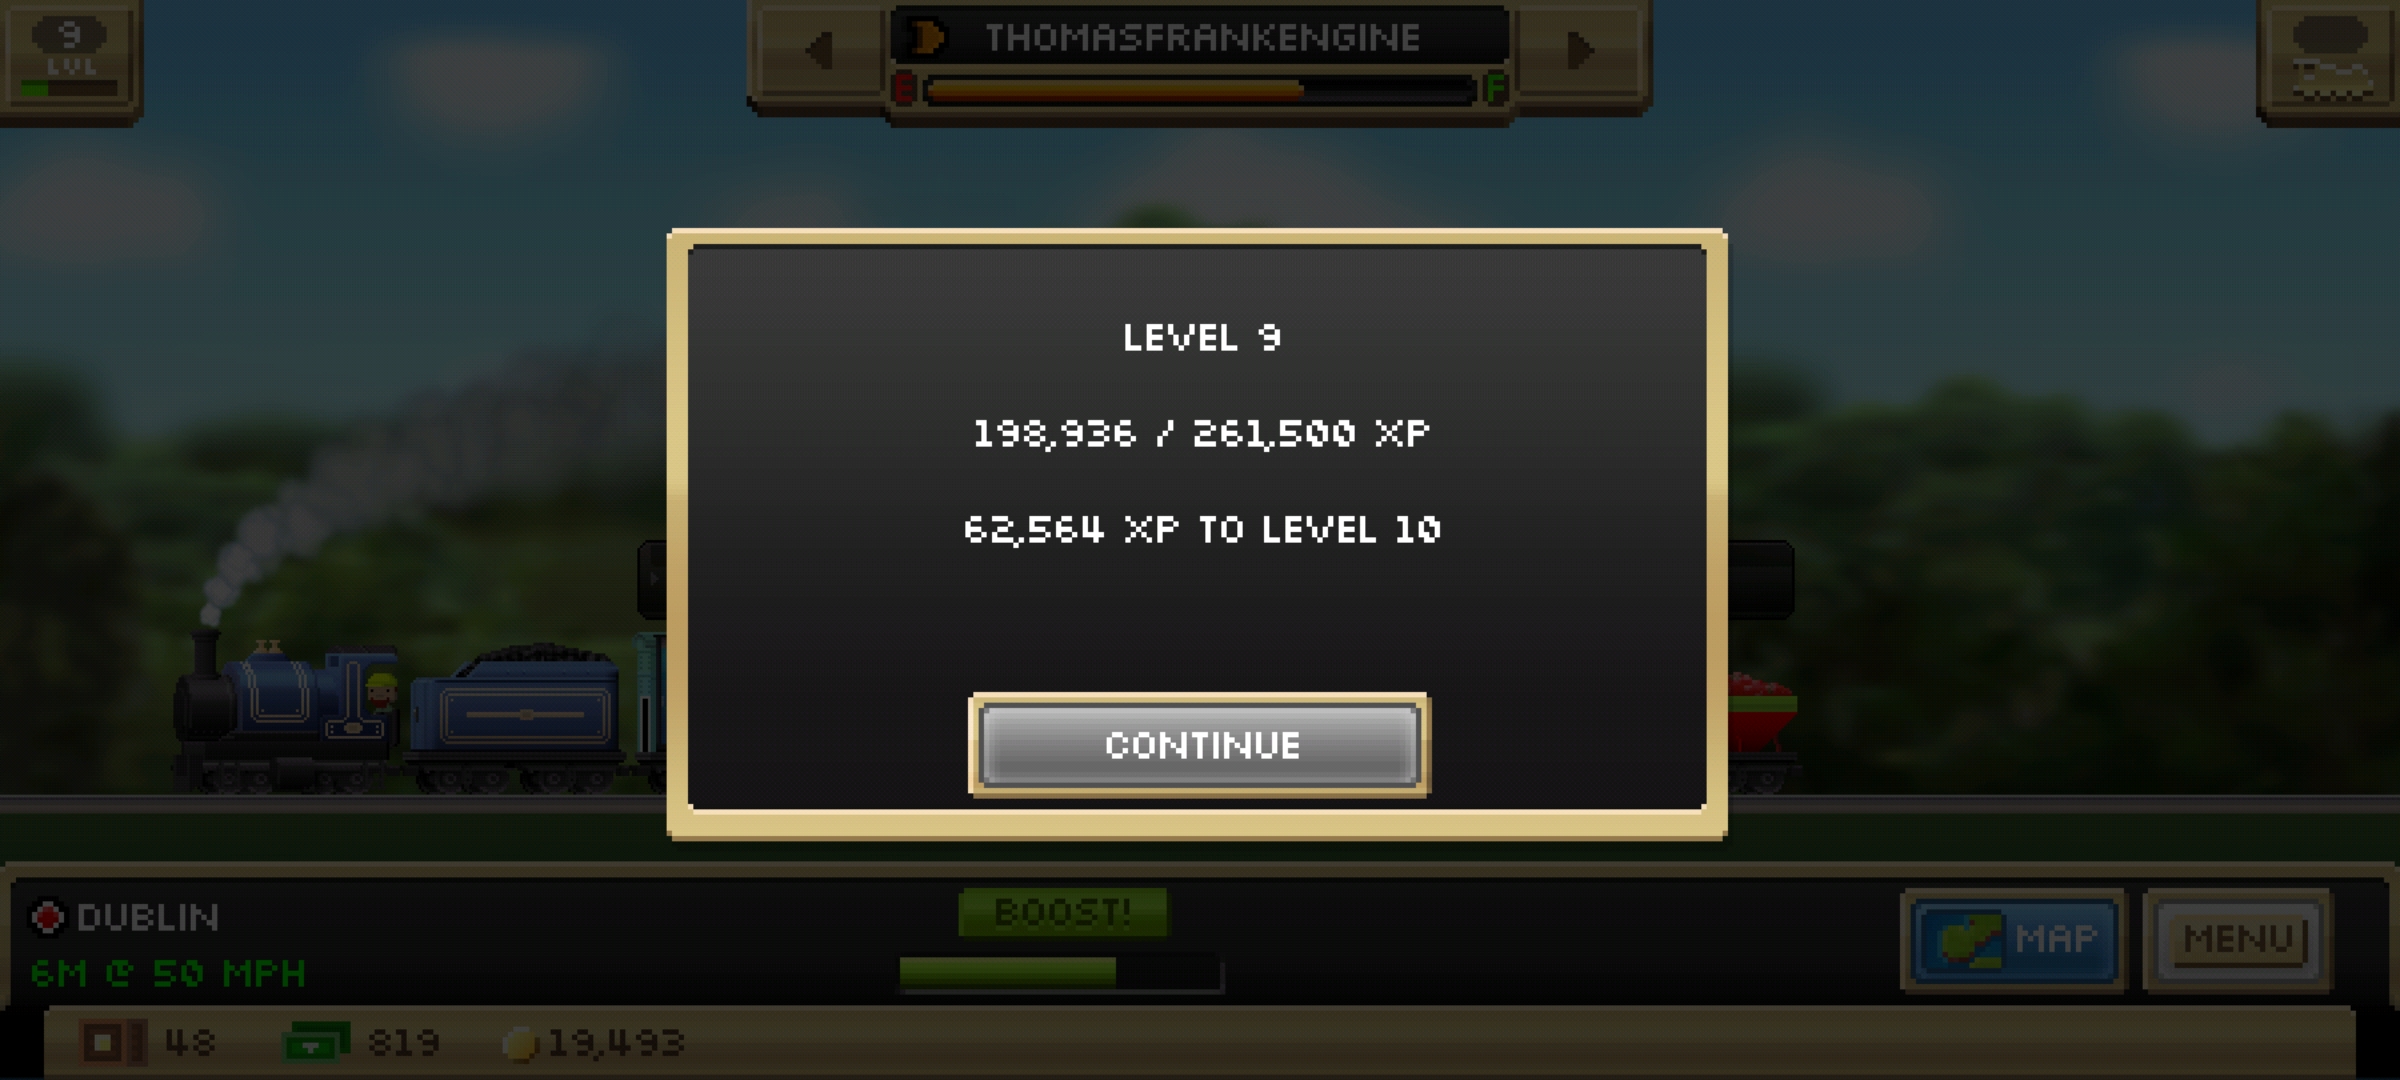 9
LVL
THOMASFRANKENGINE
E F
LEVEL 9
198,936 / 261,500 XP
62,564 XP TO LEVEL 10
CONTINUE
DUBLIN
6M @ 50 MPH
BOOST!
MAP
MENU
48 819 19,493